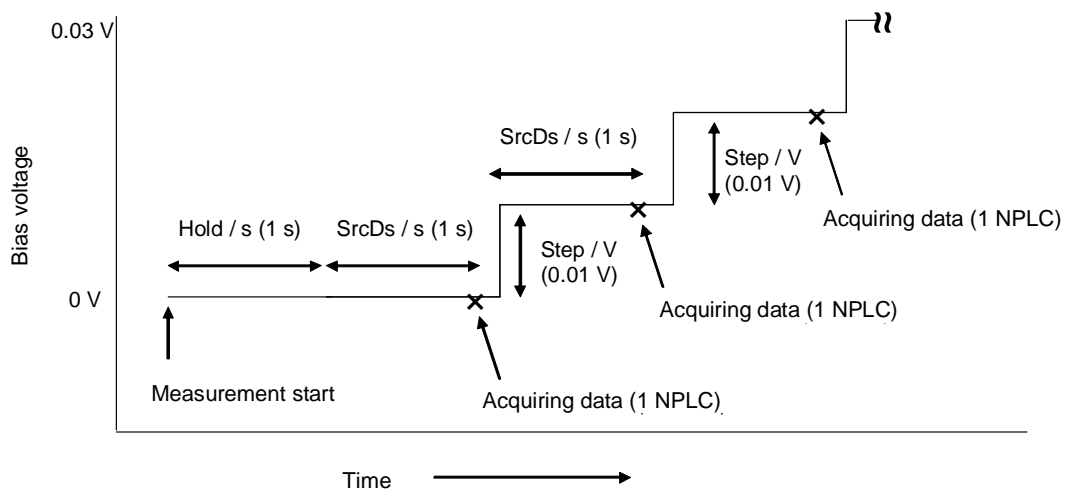 0.03 V
SrcDs / s (1 s)
Step / V
(0.01 V)
Acquiring data (1 NPLC)
Hold / s (1 s)
SrcDs / s (1 s)
Step / V
(0.01 V)
Bias voltage
0 V
Acquiring data (1 NPLC)
Measurement start
Acquiring data (1 NPLC)
Time